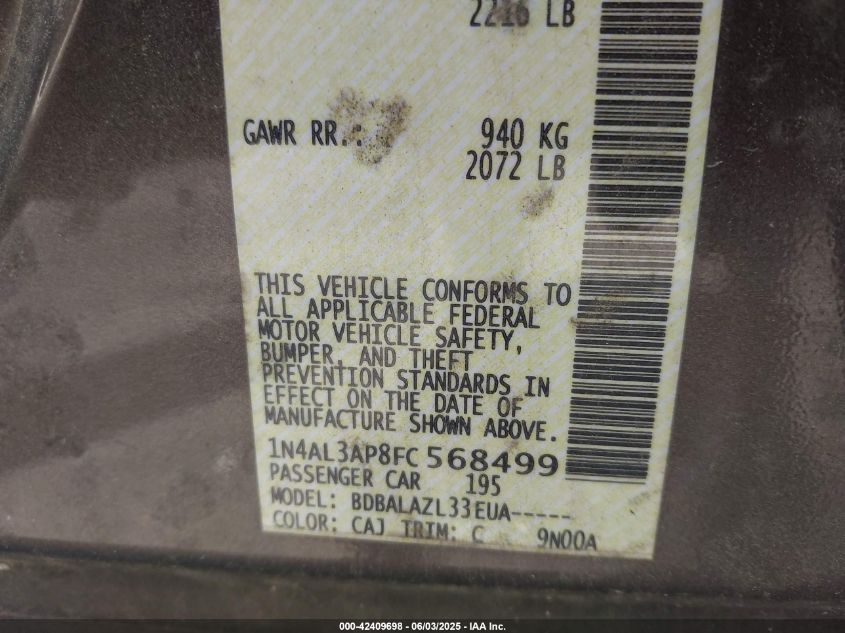 2216 LB
GAWR RR.: 940 KG
2072 LB
THIS VEHICLE CONFORMS TO
ALL APPLICABLE FEDERAL
MOTOR VEHICLE SAFETY,
BUMPER, AND THEFT
PREVENTION STANDARDS IN
EFFECT ON THE DATE OF
MANUFACTURE SHOWN ABOVE.
1N4AL3AP8FC 568499
PASSENGER CAR 195
MODEL: BDBALAZL33EUA-----
COLOR: CAJ TRIM: C 9N00A
000-42409698 - 06/03/2025 - IAA Inc.